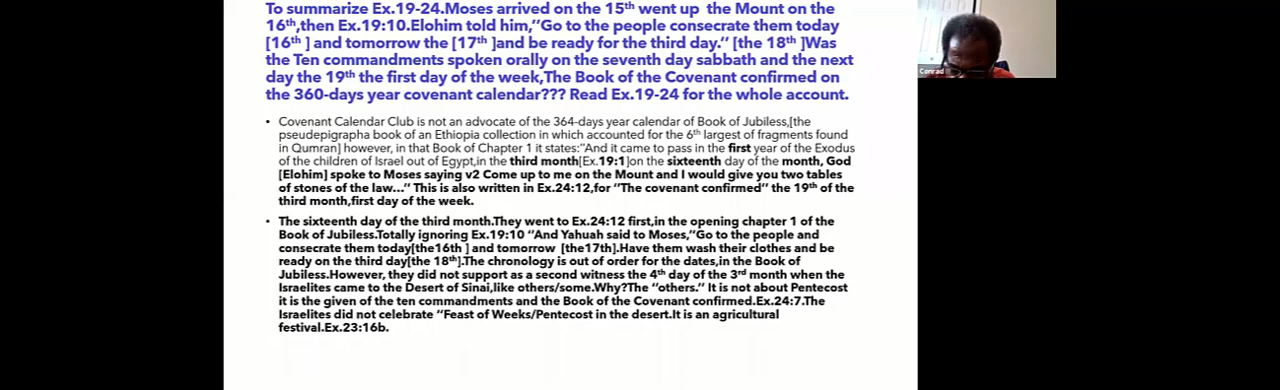 To summarize Ex.19-24.Moses arrived on the 15th went up the Mount on the
16th,then Ex.19:10.Elohim told him,"Go to the people consecrate them today
[16th ] and tomorrow the [17th ]and be ready for the third day." [the 18th ]Was
the Ten commandments spoken orally on the seventh day sabbath and the next
day the 19th the first day of the week,The Book of the Covenant confirmed on
the 360-days year covenant calendar??? Read Ex.19-24 for the whole account.
• Covenant Calendar Club is not an advocate of the 364-days year calendar of Book of Jubiless,[the
pseudepigrapha book of an Ethiopia collection in which accounted for the 6th largest of fragments found
in Qumran] however, in that Book of Chapter 1 it states:"And it came to pass in the first year of the Exodus
of the children of Israel out of Egypt,in the third month[Ex.19:1]on the sixteenth day of the month, God
[Elohim] spoke to Moses saying v2 Come up to me on the Mount and I would give you two tables
of stones of the law..." This is also written in Ex.24:12,for "The covenant confirmed" the 19th of the
third month,first day of the week.
• The sixteenth day of the third month.They went to Ex.24:12 first,in the opening chapter 1 of the
Book of Jubiless.Totally ignoring Ex.19:10 "And Yahuah said to Moses,"Go to the people and
consecrate them today[the16th ] and tomorrow [the17th].Have them wash their clothes and be
ready on the third day[the 18th].The chronology is out of order for the dates,in the Book of
Jubiless.However, they did not support as a second witness the 4th day of the 3rd month when the
Israelites came to the Desert of Sinai,like others/some.Why?The "others." It is not about Pentecost
it is the given of the ten commandments and the Book of the Covenant confirmed.Ex.24:7.The
Israelites did not celebrate "Feast of Weeks/Pentecost in the desert.It is an agricultural
festival.Ex.23:16b.
Conrad